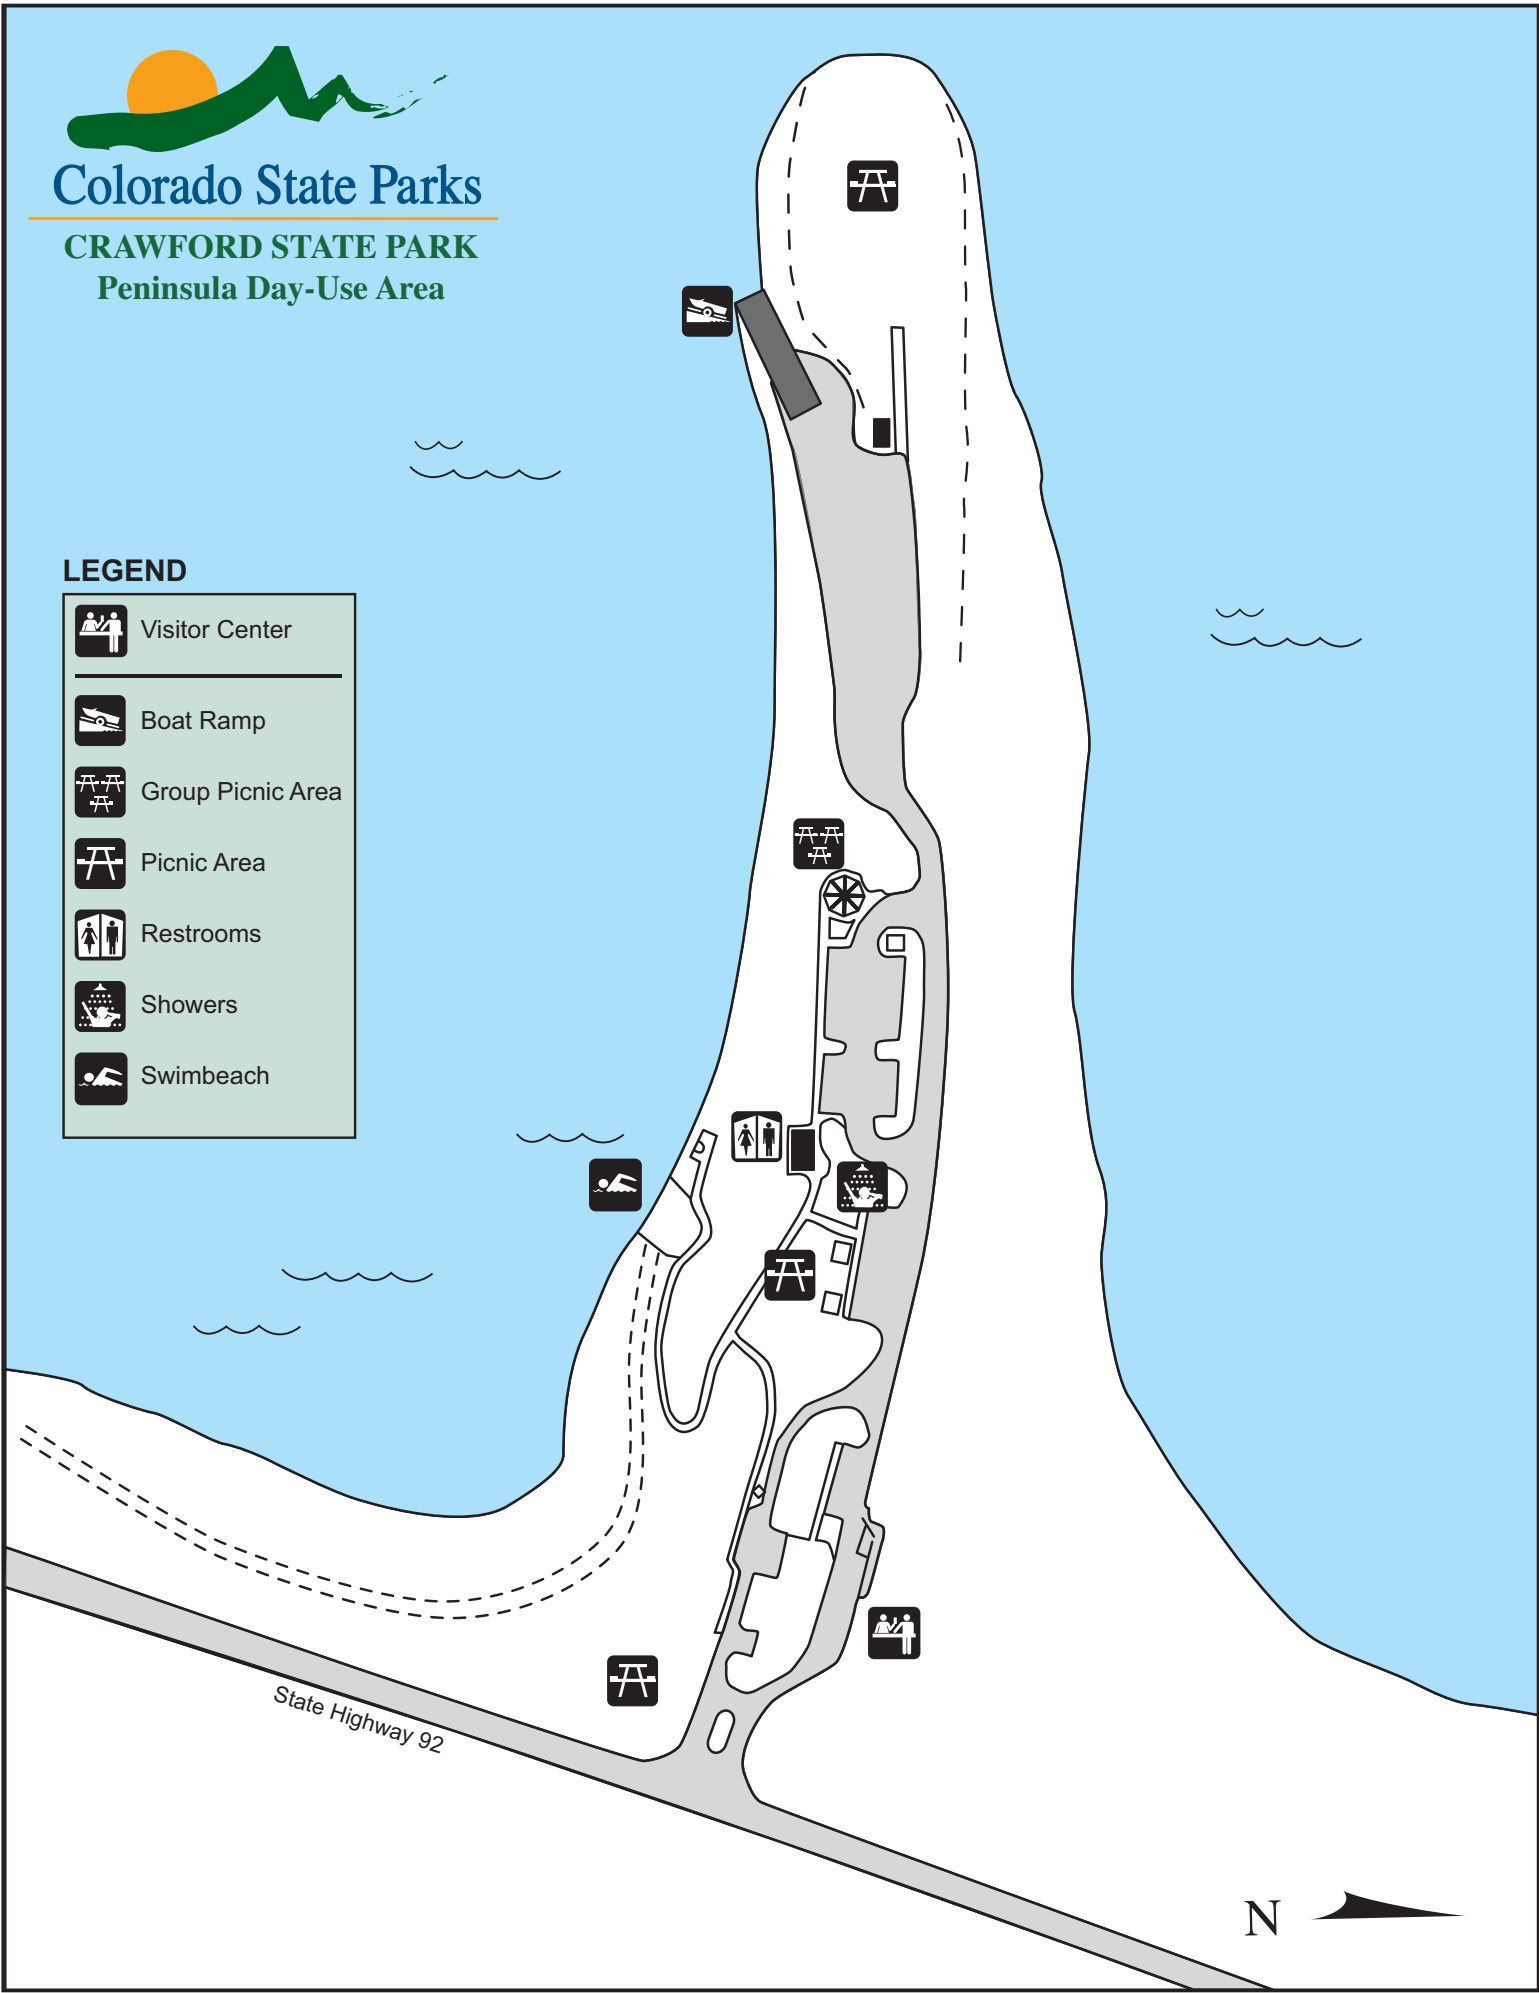 Colorado State Parks
CRAWFORD STATE PARK
Peninsula Day-Use Area
LEGEND
Visitor Center
Boat Ramp
Group Picnic Area
Picnic Area
Restrooms
Showers
Swimbeach
State Highway 92
N